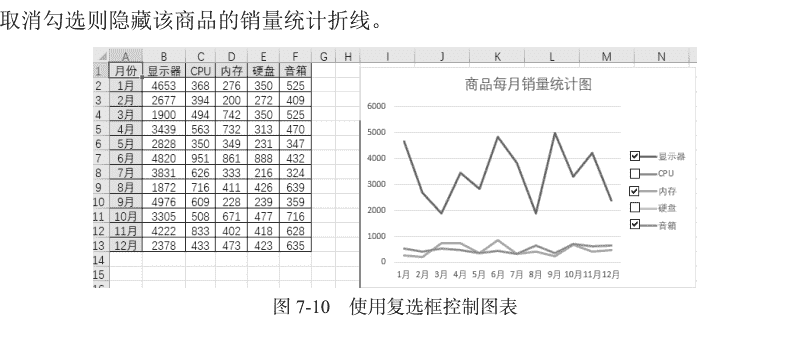 取消勾选则隐藏该商品的销量统计折线。
A B C D E F G H I J K L M N
1 月份 显示器 CPU 内存 硬盘 音箱
2 1月 4653 368 276 350 525
3 2月 2677 394 200 272 409
4 3月 1900 494 742 350 525
5 4月 3439 563 732 313 470
6 5月 2828 350 349 231 347
7 6月 4820 951 861 888 432
8 7月 3831 626 333 216 324
9 8月 1872 716 411 426 639
10 9月 4976 609 228 239 359
11 10月 3305 508 671 477 716
12 11月 4222 833 402 418 628
13 12月 2378 433 473 423 635
14
15
16
商品每月销量统计图
6000
5000
4000
3000
2000
1000
0
1月 2月 3月 4月 5月 6月 7月 8月 9月 10月 11月 12月
显示器
CPU
内存
硬盘
音箱
图 7-10 使用复选框控制图表